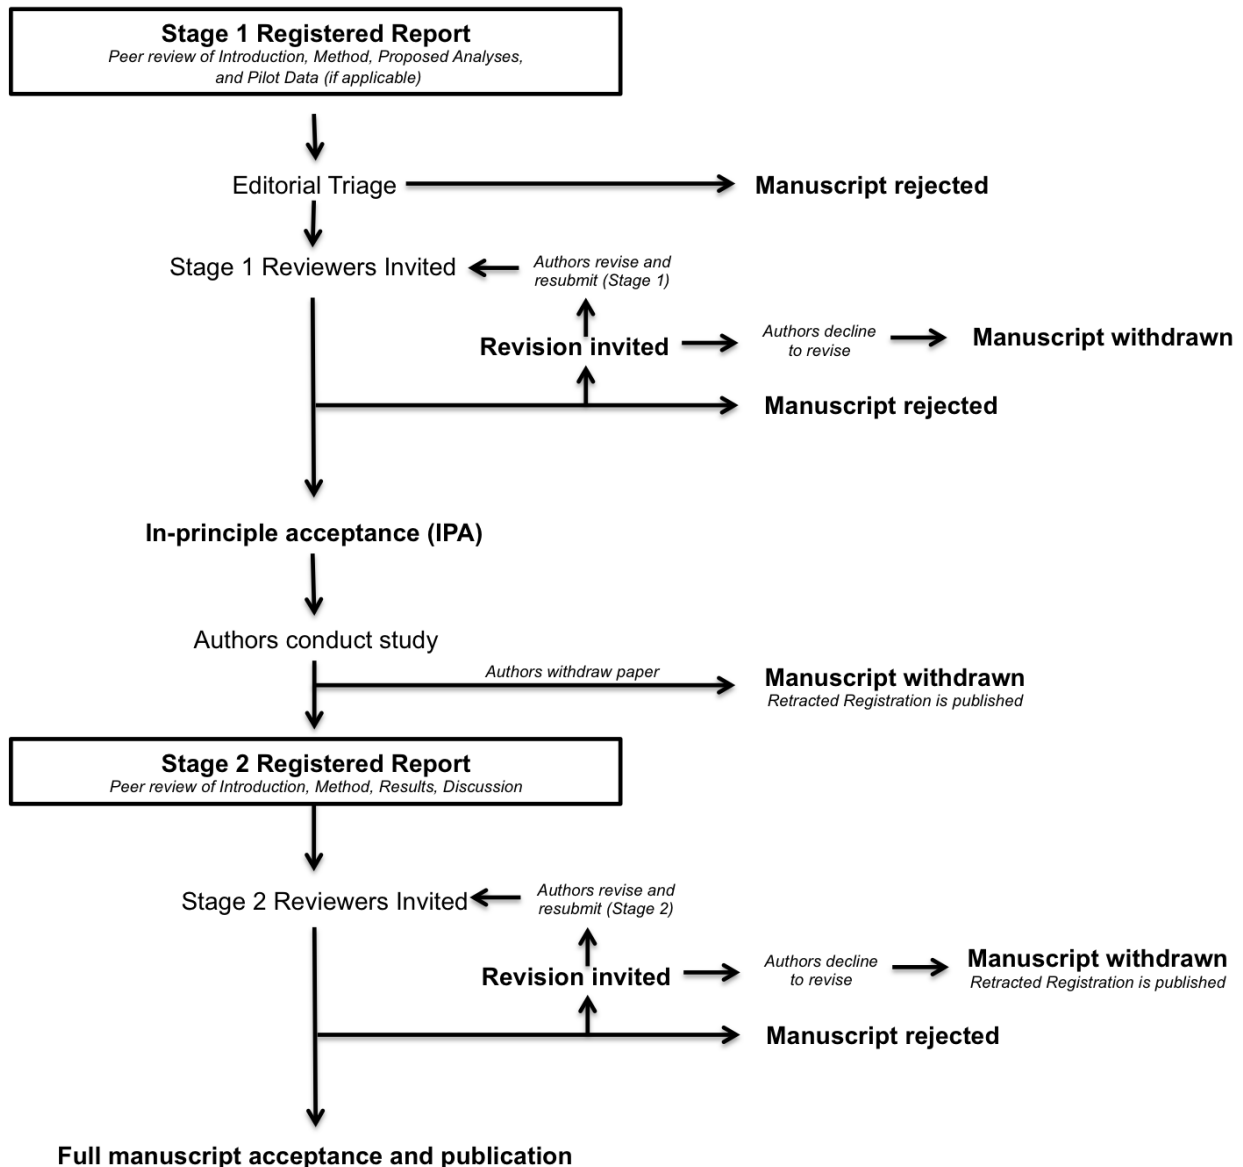 Stage 1 Registered Report
Peer review of Introduction, Method, Proposed Analyses,
and Pilot Data (if applicable)
Editorial Triage
Manuscript rejected
Stage 1 Reviewers Invited
Authors revise and
resubmit (Stage 1)
Revision invited
Authors decline
to revise
Manuscript withdrawn
Manuscript rejected
In-principle acceptance (IPA)
Authors conduct study
Authors withdraw paper
Manuscript withdrawn
Retracted Registration is published
Stage 2 Registered Report
Peer review of Introduction, Method, Results, Discussion
Stage 2 Reviewers Invited
Authors revise and
resubmit (Stage 2)
Revision invited
Authors decline
to revise
Manuscript withdrawn
Retracted Registration is published
Manuscript rejected
Full manuscript acceptance and publication